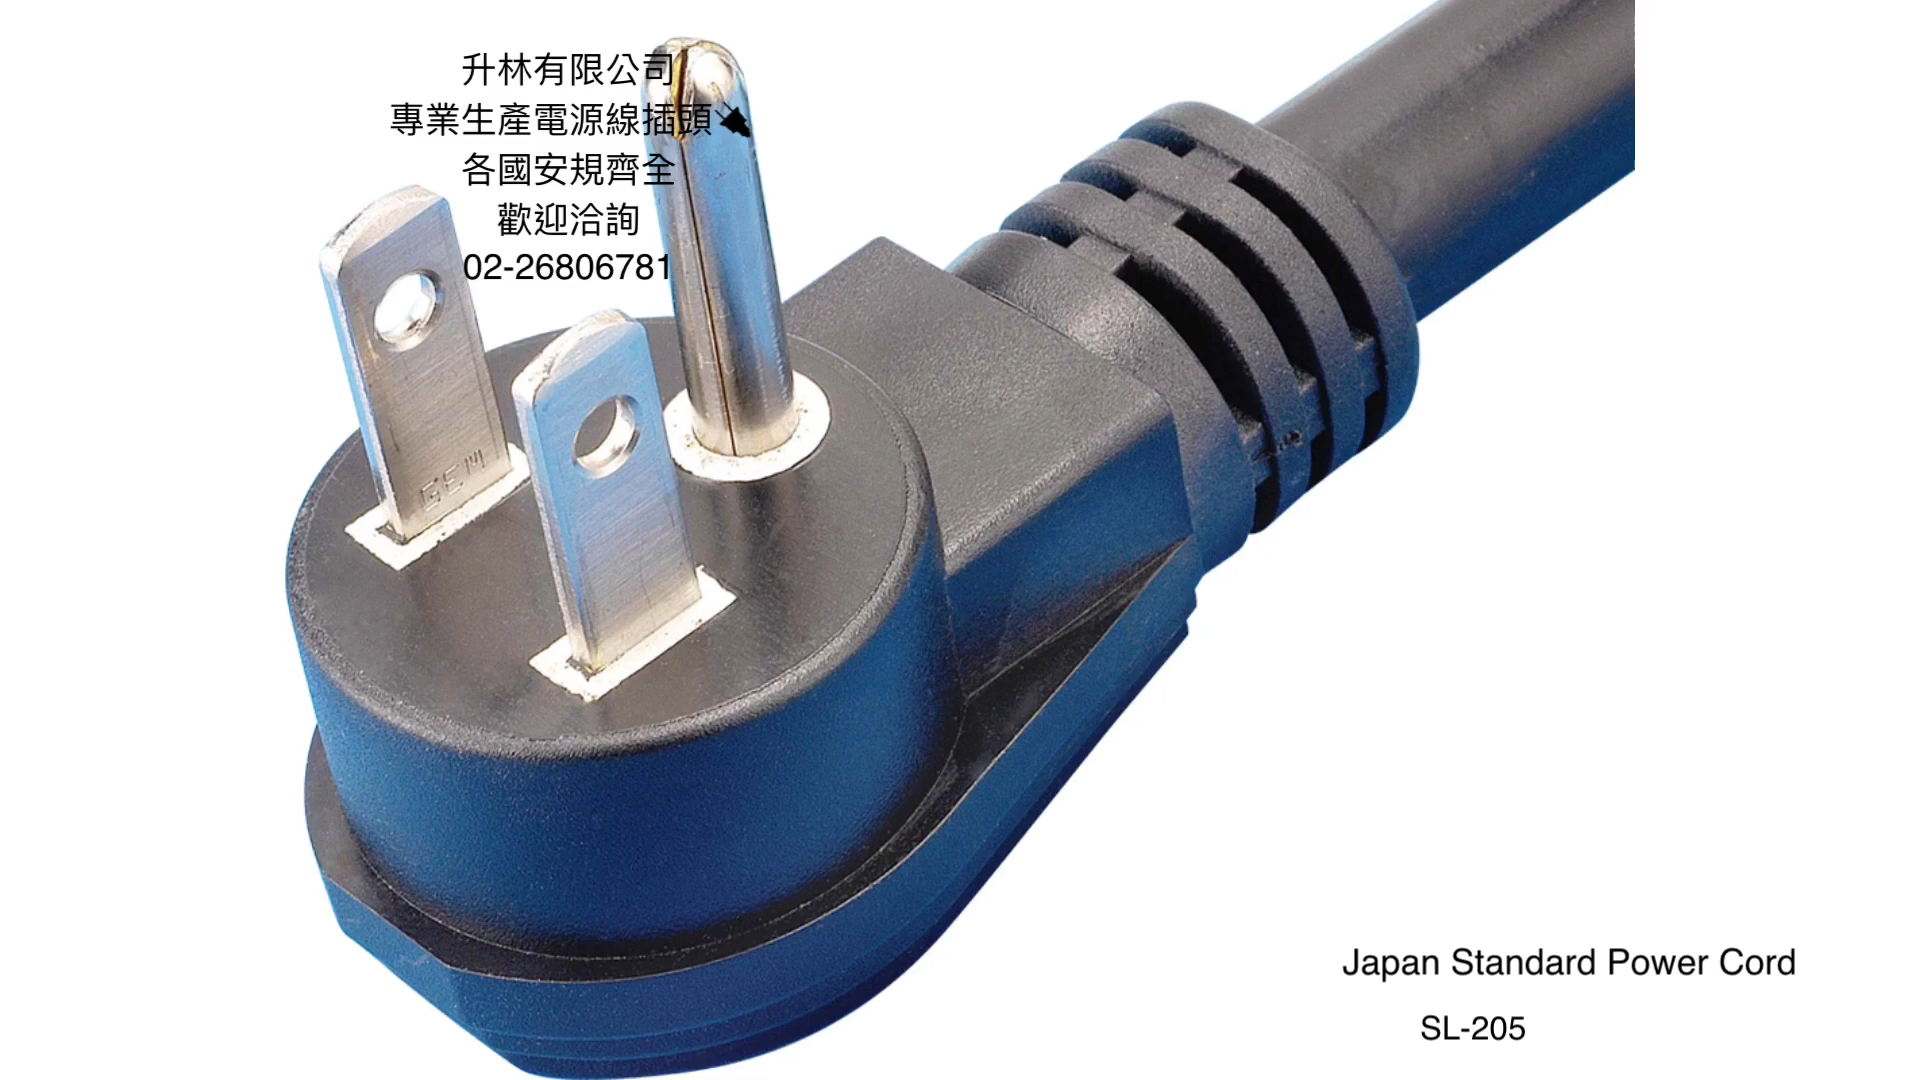 升林有限公司
專業生產電源線插頭🔌
各國安規齊全
歡迎洽詢
02-26806781
GEM
Japan Standard Power Cord
SL-205